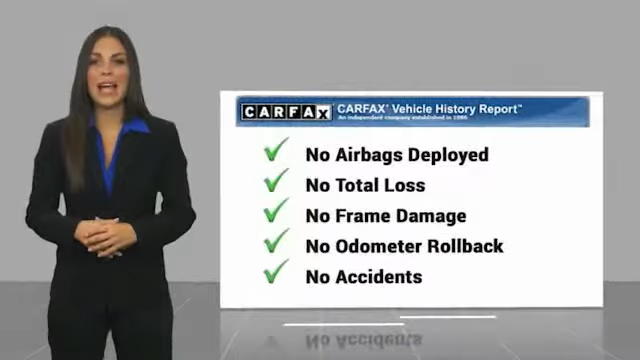 CARFAX CARFAX Vehicle History Report™
An independent company established in 1986
No Airbags Deployed
No Total Loss
No Frame Damage
No Odometer Rollback
No Accidents